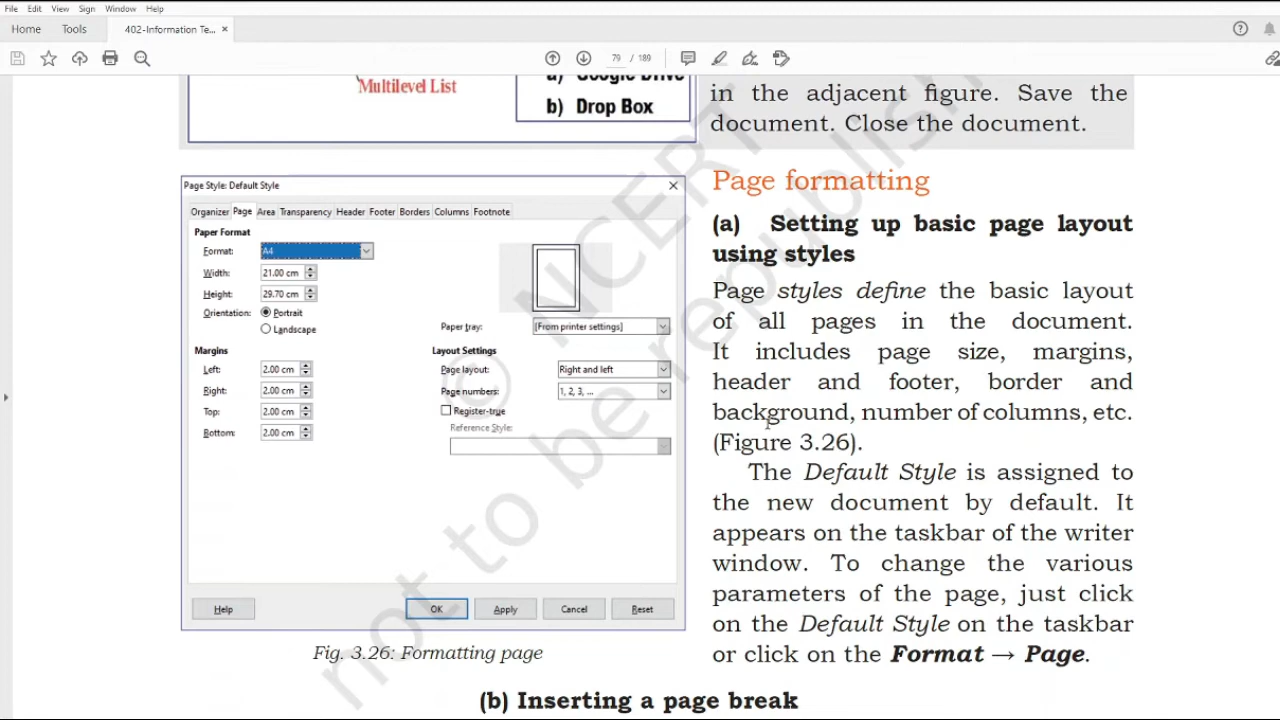 File Edit View Sign Window Help
Home Tools 402-Information Te... ×
79 / 189
Multilevel List
a) Google Drive
b) Drop Box
in the adjacent figure. Save the
document. Close the document.
Page Style: Default Style
Organizer Page Area Transparency Header Footer Borders Columns Footnote
Paper Format
Format: A4
Width: 21.00 cm
Height: 29.70 cm
Orientation: Portrait
Landscape
Paper tray: [From printer settings]
Margins
Left: 2.00 cm
Right: 2.00 cm
Top: 2.00 cm
Bottom: 2.00 cm
Layout Settings
Page layout: Right and left
Page numbers: 1, 2, 3, ...
Register-true
Reference Style:
Help OK Apply Cancel Reset
Fig. 3.26: Formatting page
Page formatting
(a) Setting up basic page layout
using styles
Page styles define the basic layout
of all pages in the document.
It includes page size, margins,
header and footer, border and
background, number of columns, etc.
(Figure 3.26).
The Default Style is assigned to
the new document by default. It
appears on the taskbar of the writer
window. To change the various
parameters of the page, just click
on the Default Style on the taskbar
or click on the Format → Page.
(b) Inserting a page break
© NCERT
not to be republish